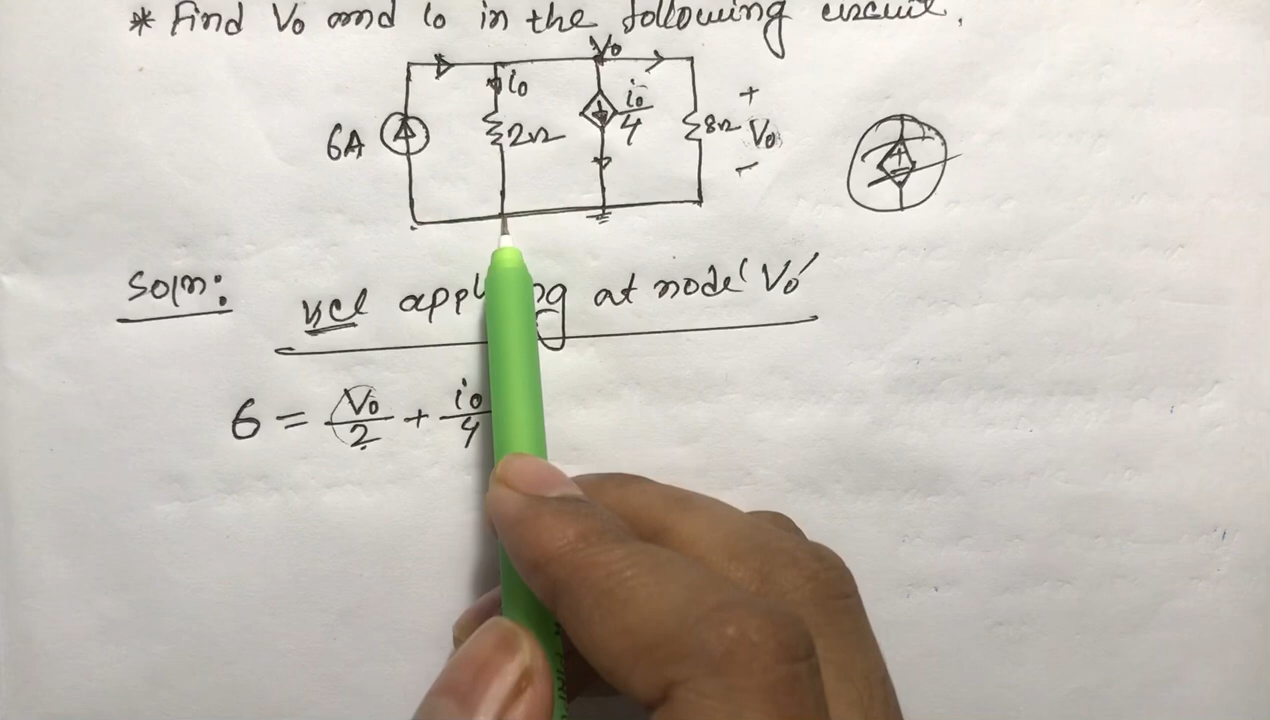 * Find V₀ and i₀ in the following circuit.
V₀
i₀
i₀/4
6A
2Ω
8Ω
+
V₀
−
Soln:
KCL applying at node 'V₀'
6 = V₀/2 + i₀/4